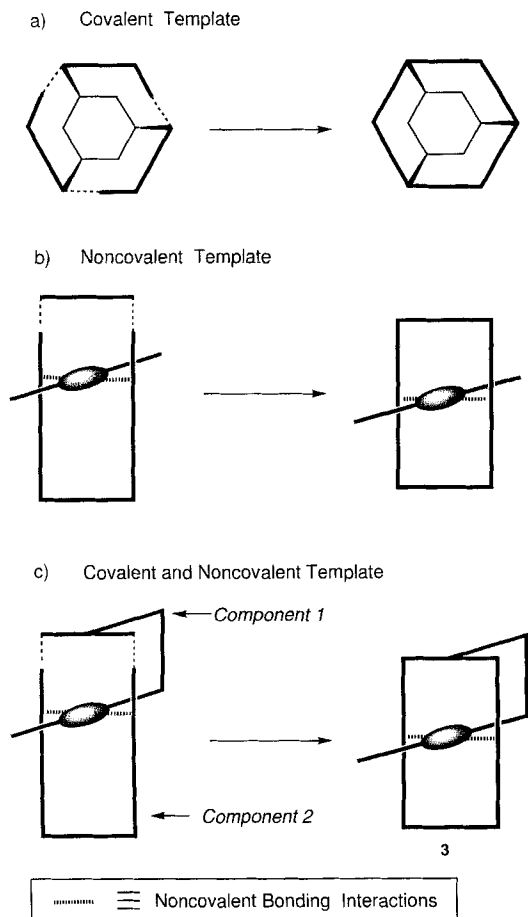 a) Covalent Template
b) Noncovalent Template
c) Covalent and Noncovalent Template
Component 1
Component 2
3
Noncovalent Bonding Interactions